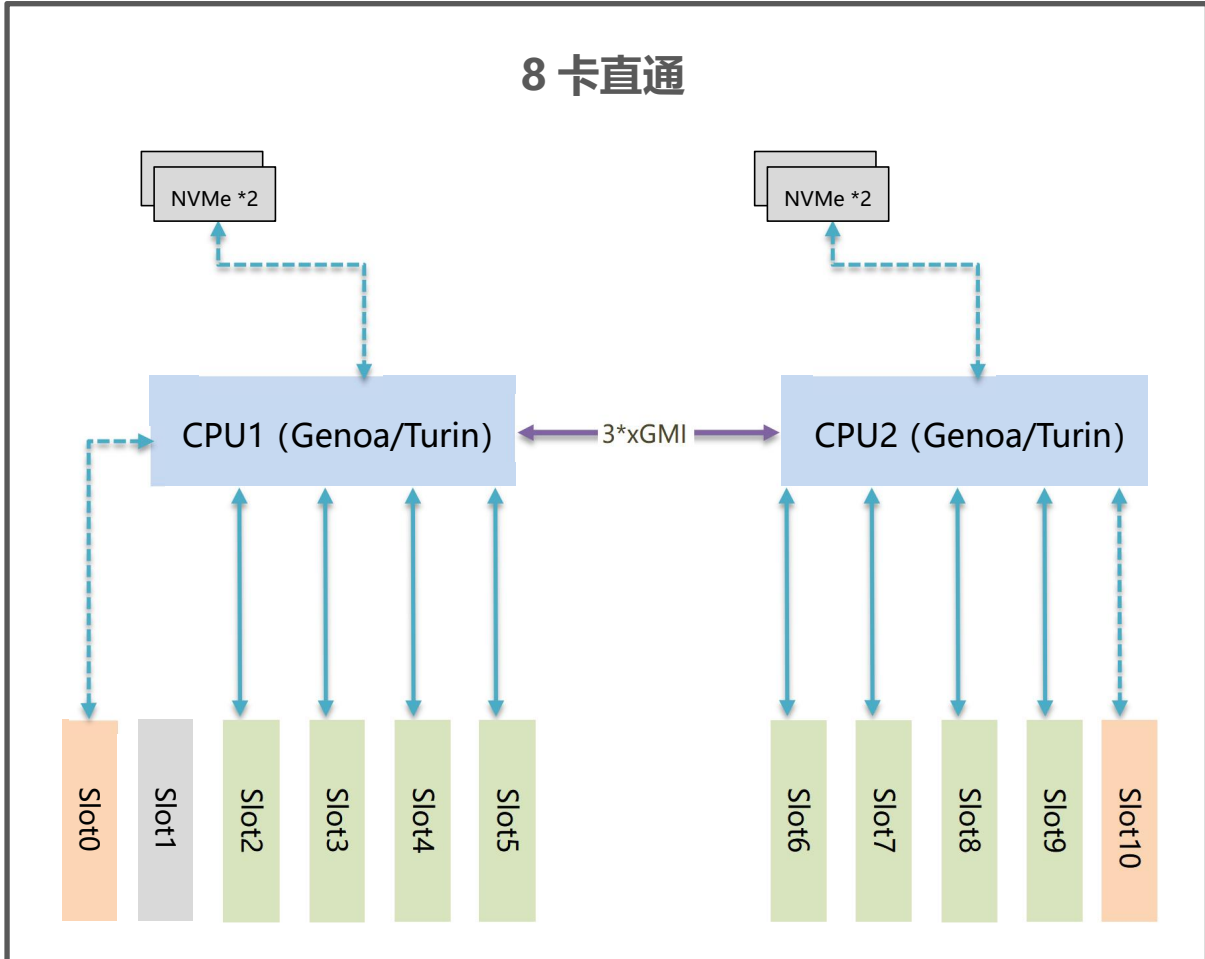 8 卡直通
NVMe *2
NVMe *2
CPU1 (Genoa/Turin)
3*xGMI
CPU2 (Genoa/Turin)
Slot0
Slot1
Slot2
Slot3
Slot4
Slot5
Slot6
Slot7
Slot8
Slot9
Slot10